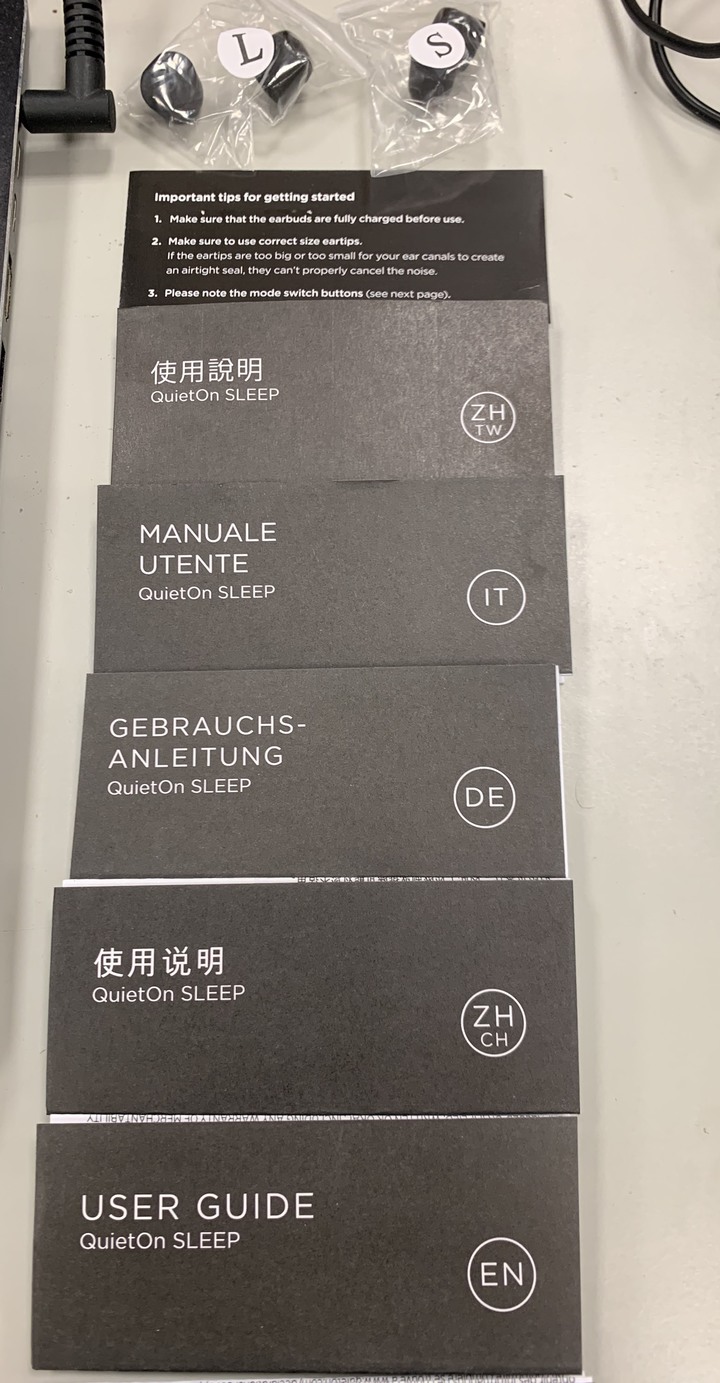 L
S
Important tips for getting started
1. Make sure that the earbuds are fully charged before use.
2. Make sure to use correct size eartips.
If the eartips are too big or too small for your ear canals to create
an airtight seal, they can't properly cancel the noise.
3. Please note the mode switch buttons (see next page).
使用說明
QuietOn SLEEP
ZH
TW
MANUALE
UTENTE
QuietOn SLEEP
IT
GEBRAUCHS-
ANLEITUNG
QuietOn SLEEP
DE
使用说明
QuietOn SLEEP
ZH
CH
ANY WARRANTY OF MERCHANTABILITY
USER GUIDE
QuietOn SLEEP
EN